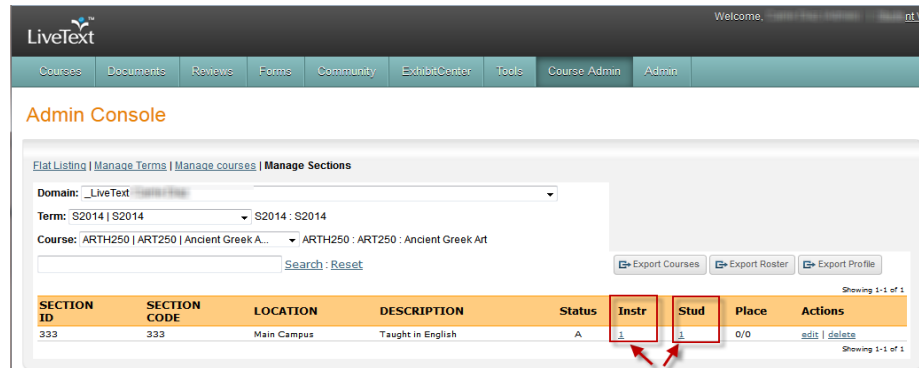 Welcome, nt
LiveText™
Courses Documents Reviews Forms Community ExhibitCenter Tools Course Admin Admin
Admin Console
Flat Listing | Manage Terms | Manage courses | Manage Sections
Domain: _LiveText
Term: S2014 | S2014 S2014 : S2014
Course: ARTH250 | ART250 | Ancient Greek A... ARTH250 : ART250 : Ancient Greek Art
Search : Reset
Export Courses Export Roster Export Profile
Showing 1-1 of 1
SECTION ID SECTION CODE LOCATION DESCRIPTION Status Instr Stud Place Actions
333 333 Main Campus Taught in English A 1 1 0/0 edit | delete
Showing 1-1 of 1